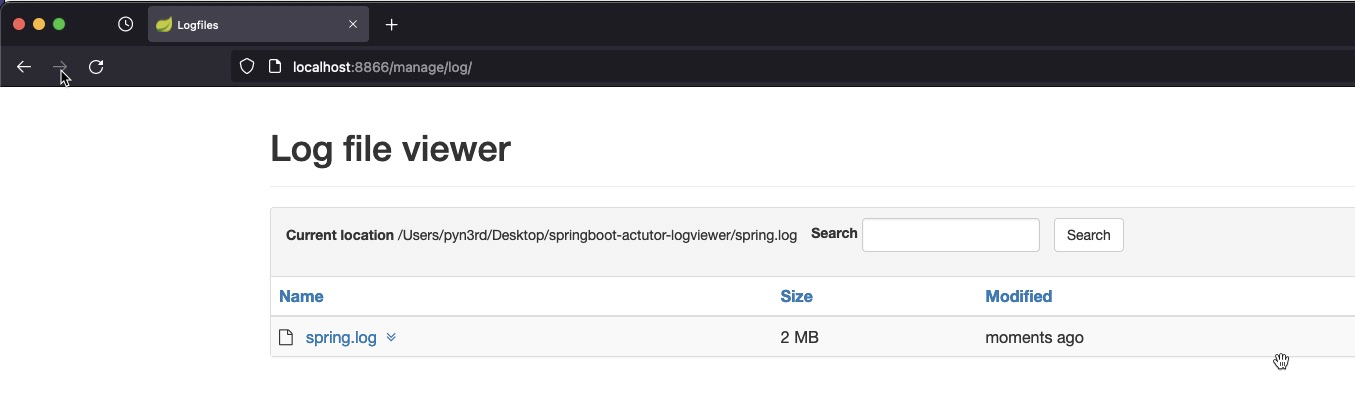 Logfiles
localhost:8866/manage/log/
Log file viewer
Current location /Users/pyn3rd/Desktop/springboot-actutor-logviewer/spring.log Search Search
Name Size Modified
spring.log 2 MB moments ago